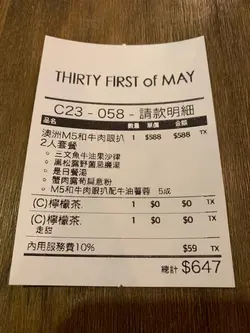 THIRTY FIRST of MAY
C23 - 058 - 請款明細
品名 數量 單價 金額
澳洲M5和牛肉眼扒 1 $588 $588 TX
2人套餐
三文魚牛油果沙律
黑松露野菌忌廉湯
是日餐湯
蟹肉露筍扁意粉
M5和牛肉眼扒配牛油薯蓉 5成
(C)檸檬茶. 1 $0 $0 TX
(C)檸檬茶. 1 $0 $0 TX
走甜
內用服務費10% $59 TX
總計 $647